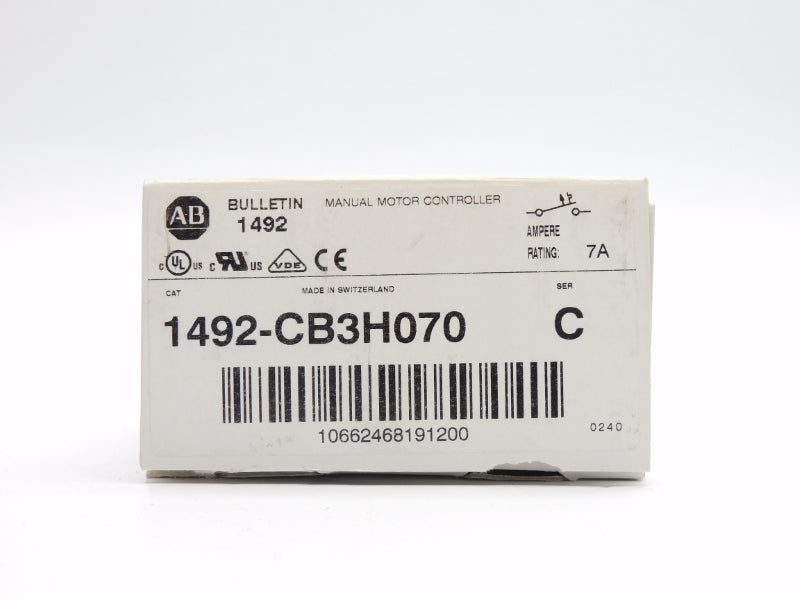 AB BULLETIN MANUAL MOTOR CONTROLLER
1492
AMPERE
RATING: 7A
c UL us c RU us VDE CE
CAT MADE IN SWITZERLAND SER
1492-CB3H070 C
10662468191200
0240